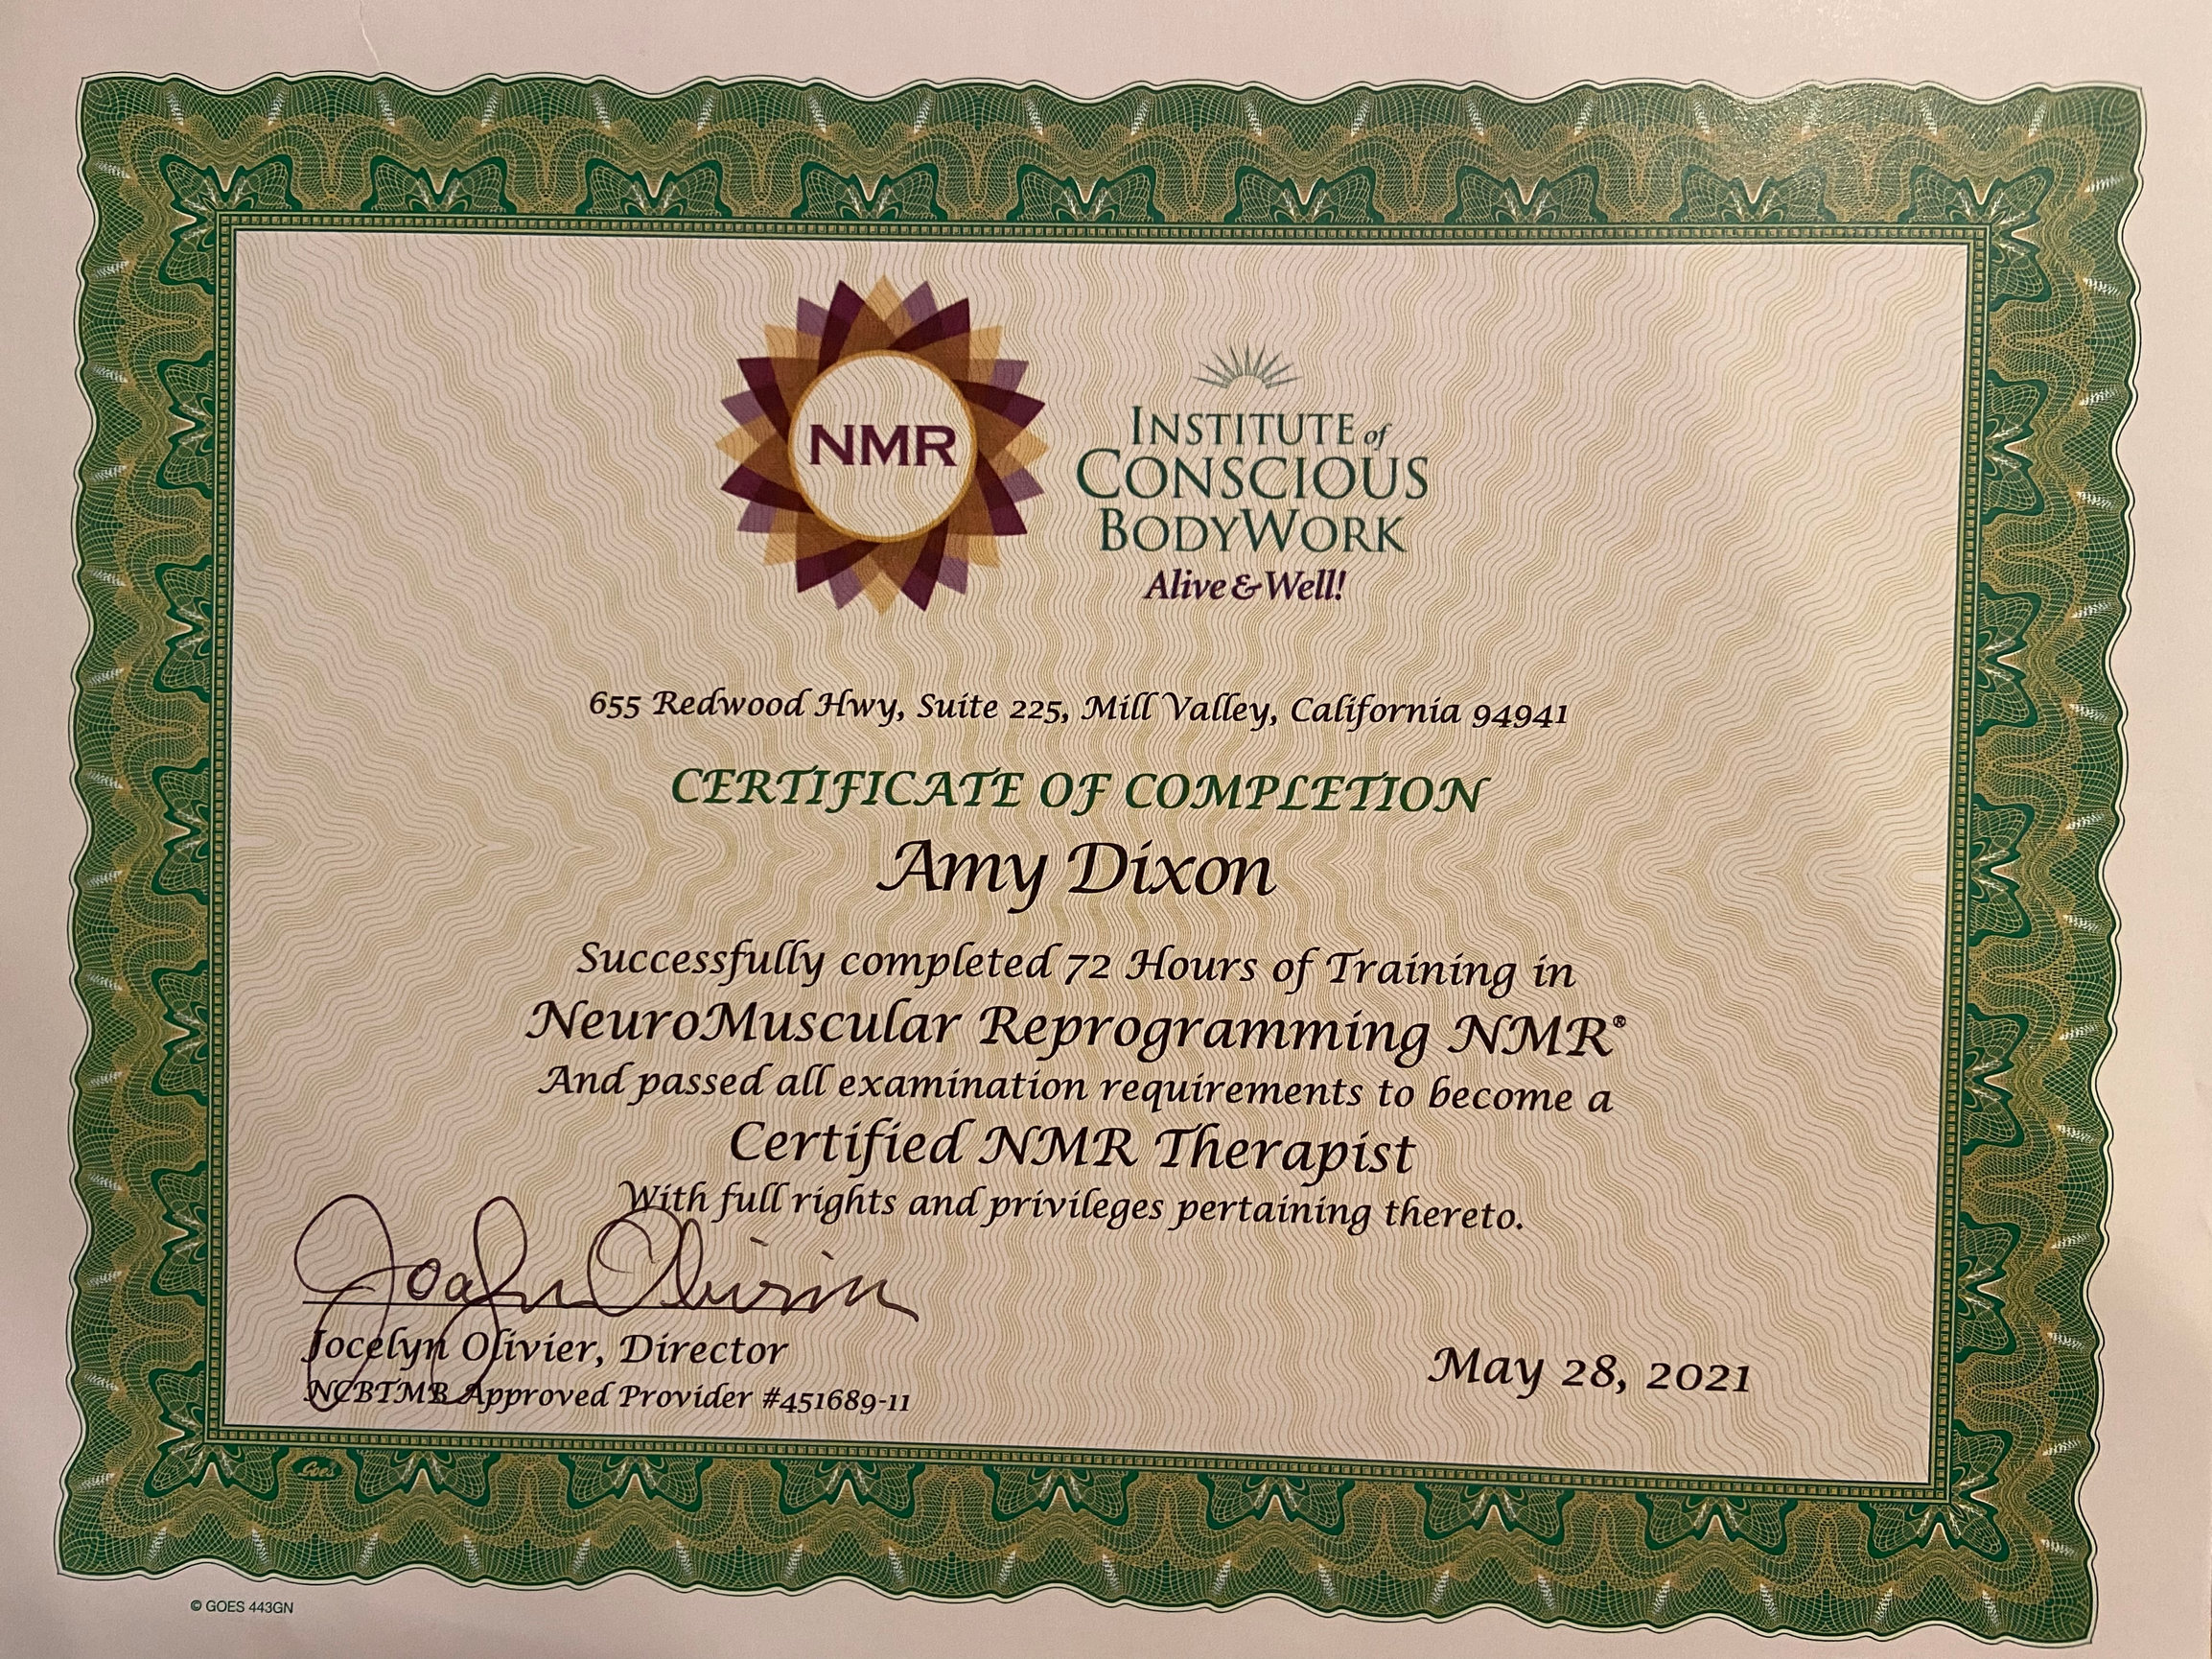 NMR
INSTITUTE of
CONSCIOUS
BODYWORK
Alive & Well!
655 Redwood Hwy, Suite 225, Mill Valley, California 94941
CERTIFICATE OF COMPLETION
Amy Dixon
Successfully completed 72 Hours of Training in
NeuroMuscular Reprogramming NMR®
And passed all examination requirements to become a
Certified NMR Therapist
With full rights and privileges pertaining thereto.
Jocelyn Olivier, Director
NCBTMB Approved Provider #451689-11
May 28, 2021
Goes
© GOES 443GN